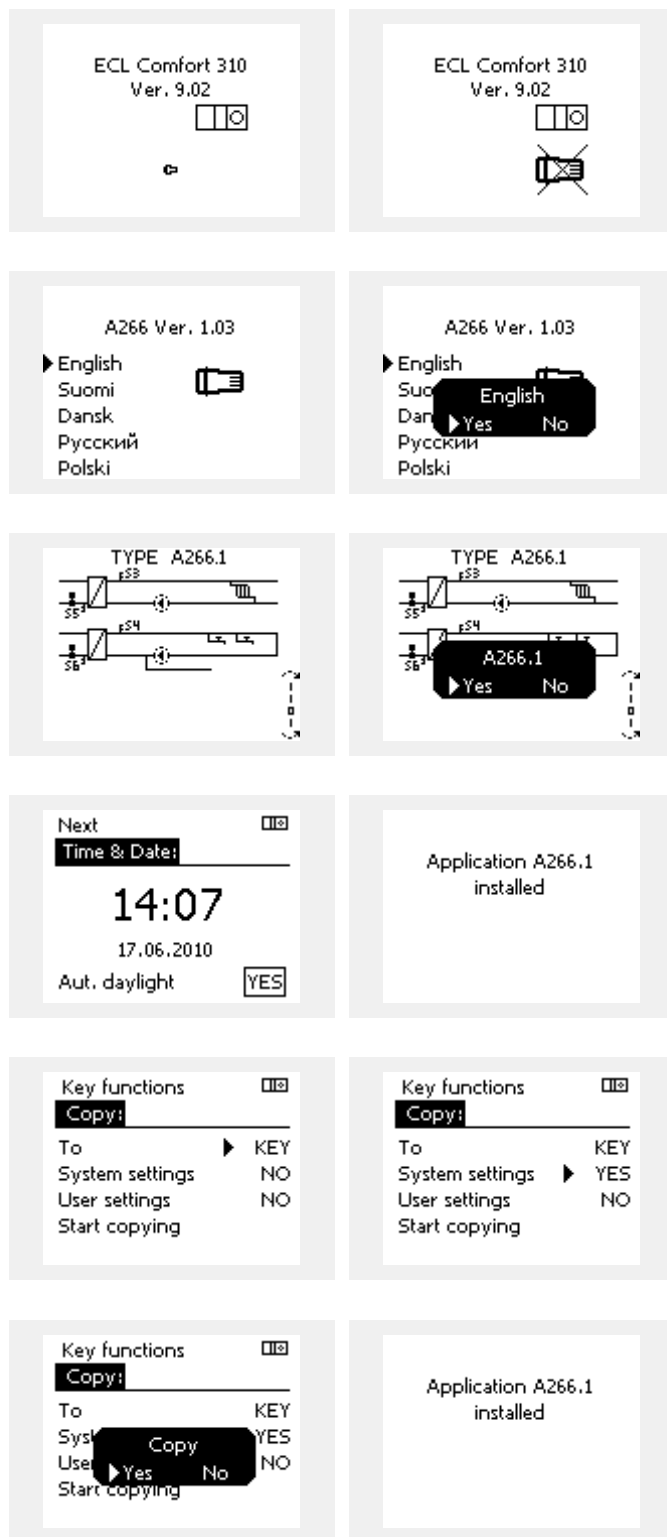 ECL Comfort 310
Ver. 9.02
ECL Comfort 310
Ver. 9.02
A266 Ver. 1.03
English
Suomi
Dansk
Русский
Polski
A266 Ver. 1.03
English
English
Yes No
Русский
Polski
TYPE A266.1
S3
S5
S4
S6
TYPE A266.1
S3
S5
S4
S6
A266.1
Yes No
Next
Time & Date:
14:07
17.06.2010
Aut. daylight YES
Application A266.1
installed
Key functions
Copy:
To KEY
System settings NO
User settings NO
Start copying
Key functions
Copy:
To KEY
System settings YES
User settings NO
Start copying
Key functions
Copy:
To KEY
YES
Copy
NO
Yes No
Start copying
Application A266.1
installed